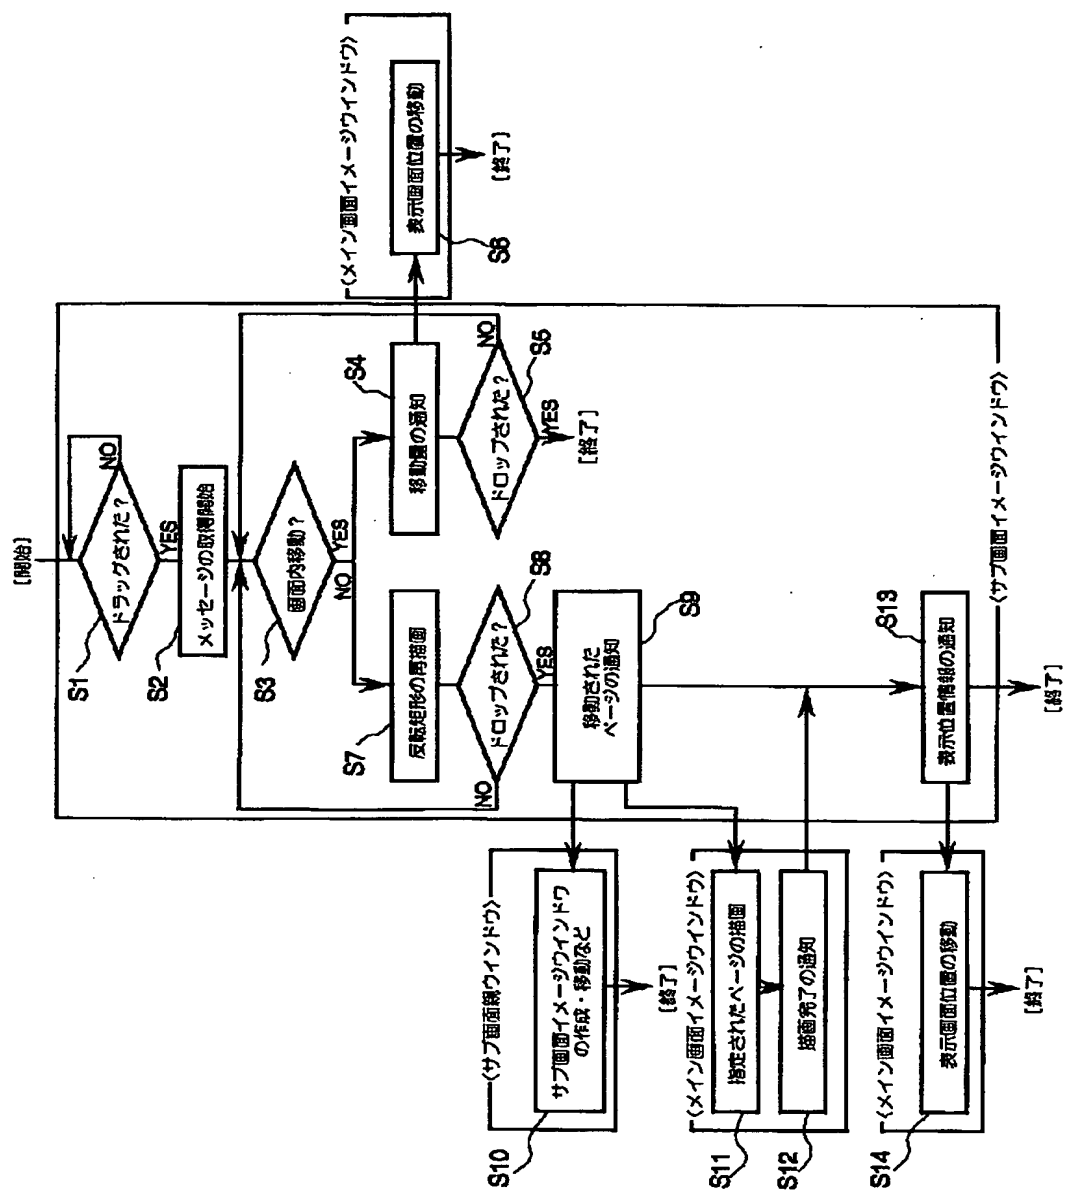 [開始]
S1
ドラッグされた?
NO
YES
S2
メッセージの取得開始
S3
画面内移動?
NO
YES
S4
移動量の通知
S5
ドロップされた?
NO
YES
[終了]
〈メイン画面イメージウインドウ〉
表示画面位置の移動
S6
[終了]
S7
反転矩形の再描画
S8
ドロップされた?
NO
YES
S9
移動された
ページの通知
〈サブ画面親ウインドウ〉
S10
サブ画面イメージウインドウ
の作成・移動など
[終了]
〈メイン画面イメージウインドウ〉
S11
指定されたページの描画
S12
描画完了の通知
S13
表示位置情報の通知
[終了]
〈サブ画面イメージウインドウ〉
〈メイン画面イメージウインドウ〉
S14
表示画面位置の移動
[終了]